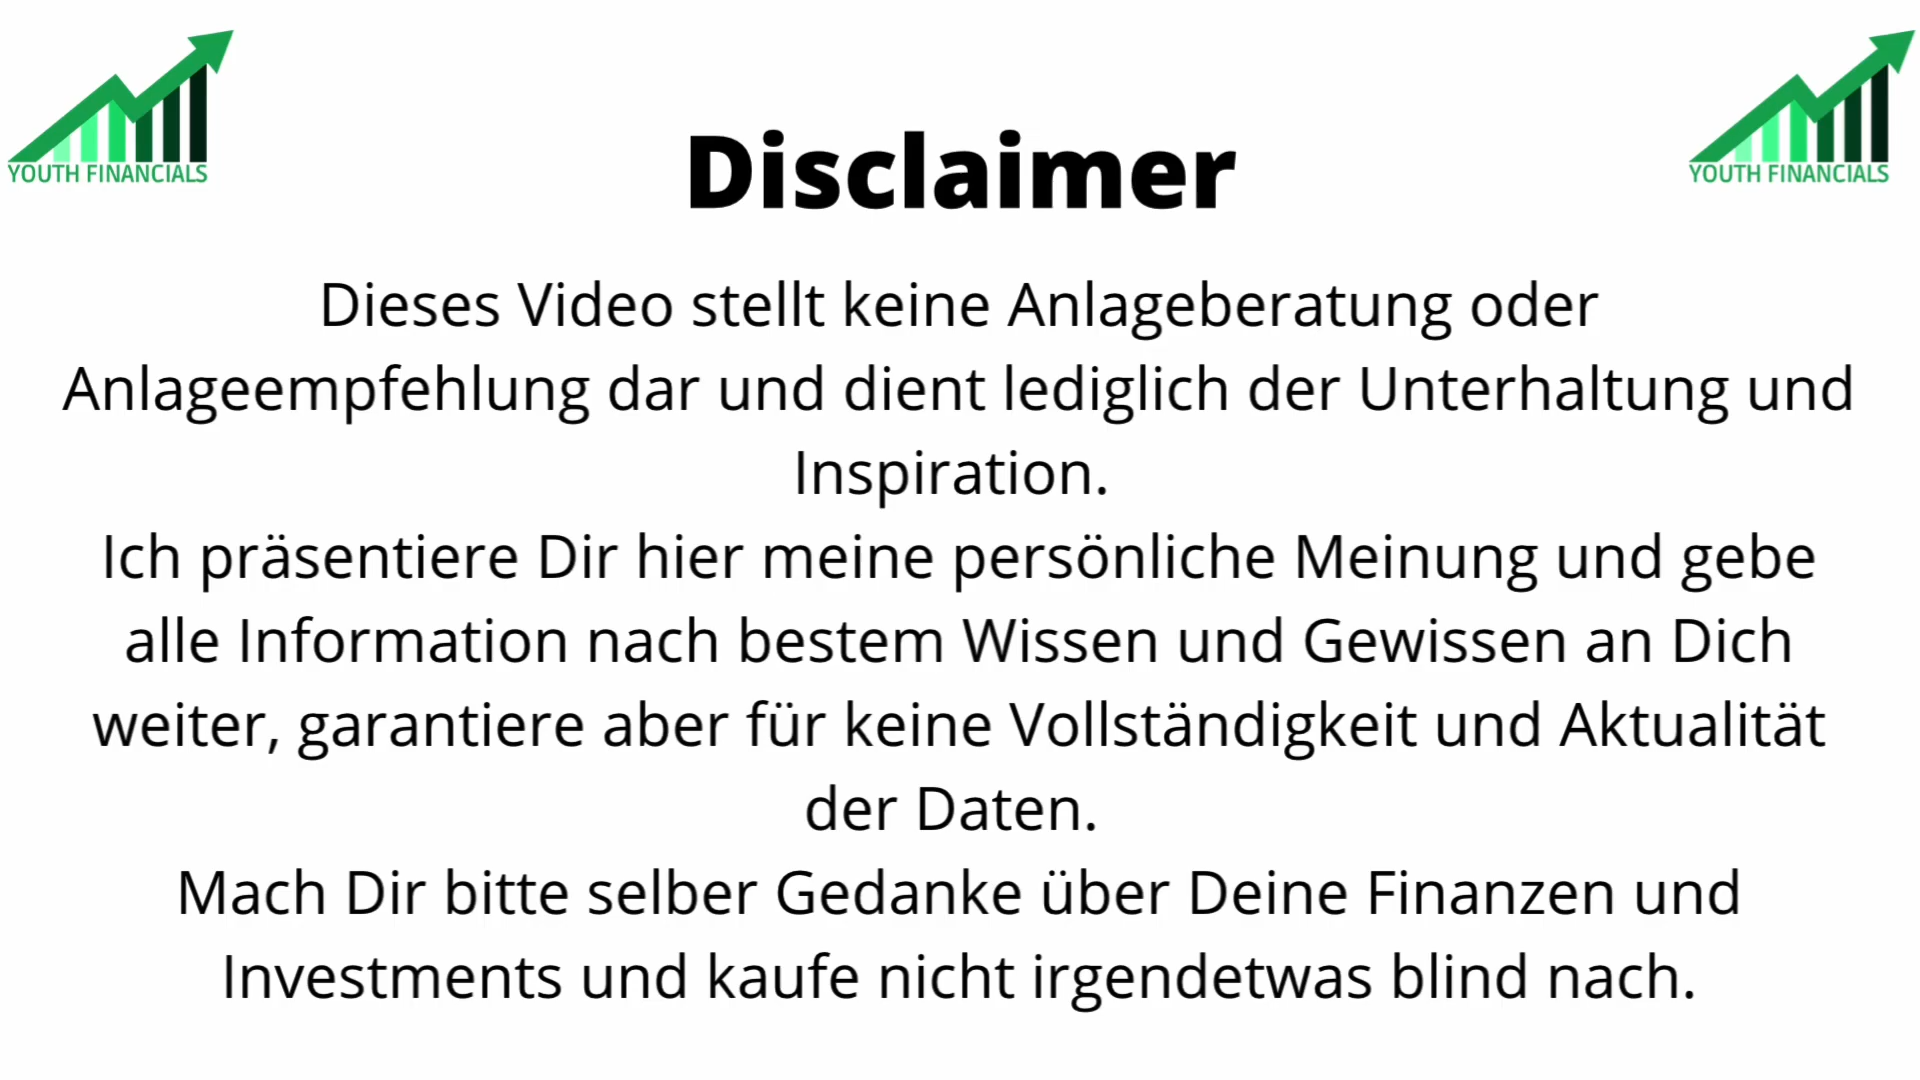 YOUTH FINANCIALS
YOUTH FINANCIALS
Disclaimer
Dieses Video stellt keine Anlageberatung oder
Anlageempfehlung dar und dient lediglich der Unterhaltung und
Inspiration.
Ich präsentiere Dir hier meine persönliche Meinung und gebe
alle Information nach bestem Wissen und Gewissen an Dich
weiter, garantiere aber für keine Vollständigkeit und Aktualität
der Daten.
Mach Dir bitte selber Gedanke über Deine Finanzen und
Investments und kaufe nicht irgendetwas blind nach.